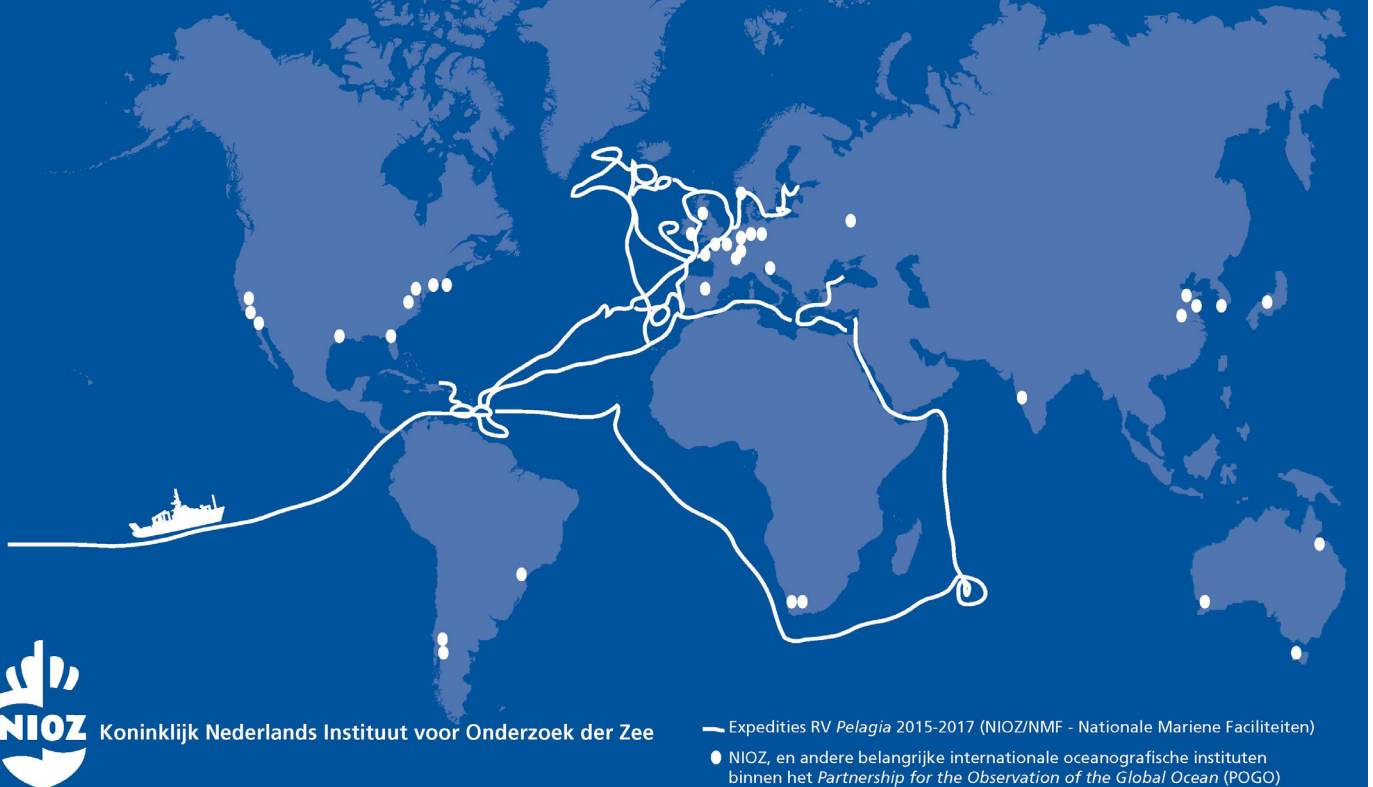 NIOZ
Koninklijk Nederlands Instituut voor Onderzoek der Zee
Expedities RV Pelagia 2015-2017 (NIOZ/NMF - Nationale Mariene Faciliteiten)
NIOZ, en andere belangrijke internationale oceanografische instituten
binnen het Partnership for the Observation of the Global Ocean (POGO)